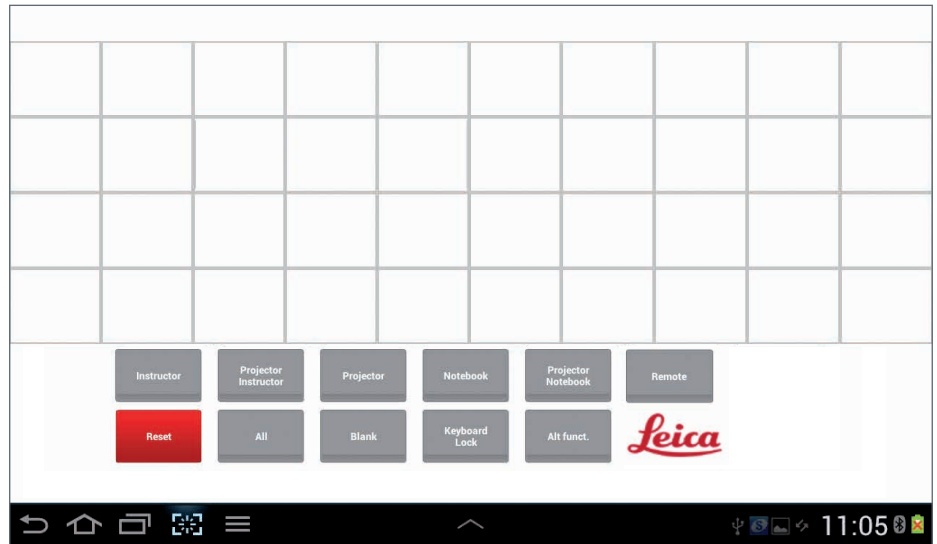 Instructor
Projector
Instructor
Projector
Notebook
Projector
Notebook
Remote
Reset
All
Blank
Keyboard
Lock
Alt funct.
Leica
11:05